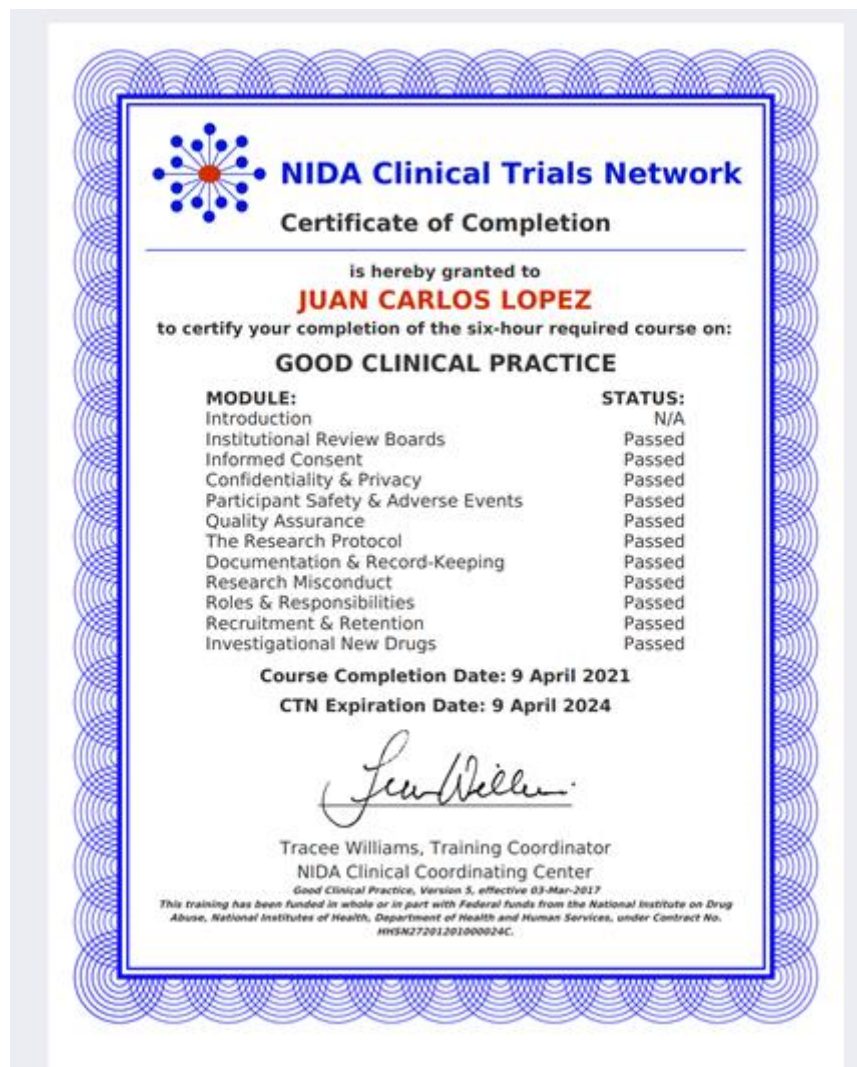 NIDA Clinical Trials Network
Certificate of Completion
is hereby granted to
JUAN CARLOS LOPEZ
to certify your completion of the six-hour required course on:
GOOD CLINICAL PRACTICE
MODULE: STATUS:
Introduction N/A
Institutional Review Boards Passed
Informed Consent Passed
Confidentiality & Privacy Passed
Participant Safety & Adverse Events Passed
Quality Assurance Passed
The Research Protocol Passed
Documentation & Record-Keeping Passed
Research Misconduct Passed
Roles & Responsibilities Passed
Recruitment & Retention Passed
Investigational New Drugs Passed
Course Completion Date: 9 April 2021
CTN Expiration Date: 9 April 2024
Tracee Williams, Training Coordinator
NIDA Clinical Coordinating Center
Good Clinical Practice, Version 5, effective 03-Mar-2017
This training has been funded in whole or in part with Federal funds from the National Institute on Drug
Abuse, National Institutes of Health, Department of Health and Human Services, under Contract No.
HHSN27201201000024C.